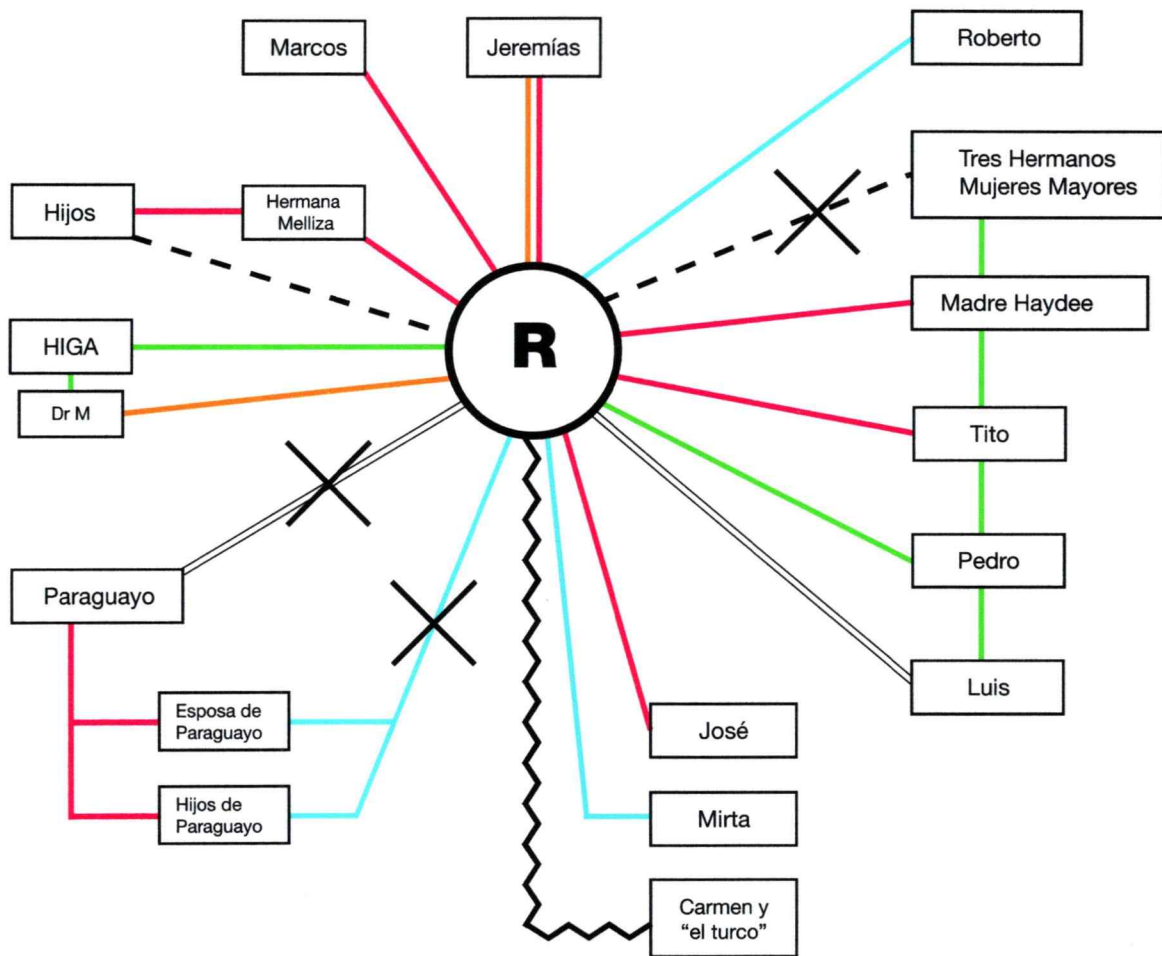 Marcos
Jeremías
Roberto
Tres Hermanos
Mujeres Mayores
Hijos
Hermana
Melliza
Madre Haydee
HIGA
R
Dr M
Tito
Pedro
Paraguayo
Luis
Esposa de
Paraguayo
José
Hijos de
Paraguayo
Mirta
Carmen y
"el turco"